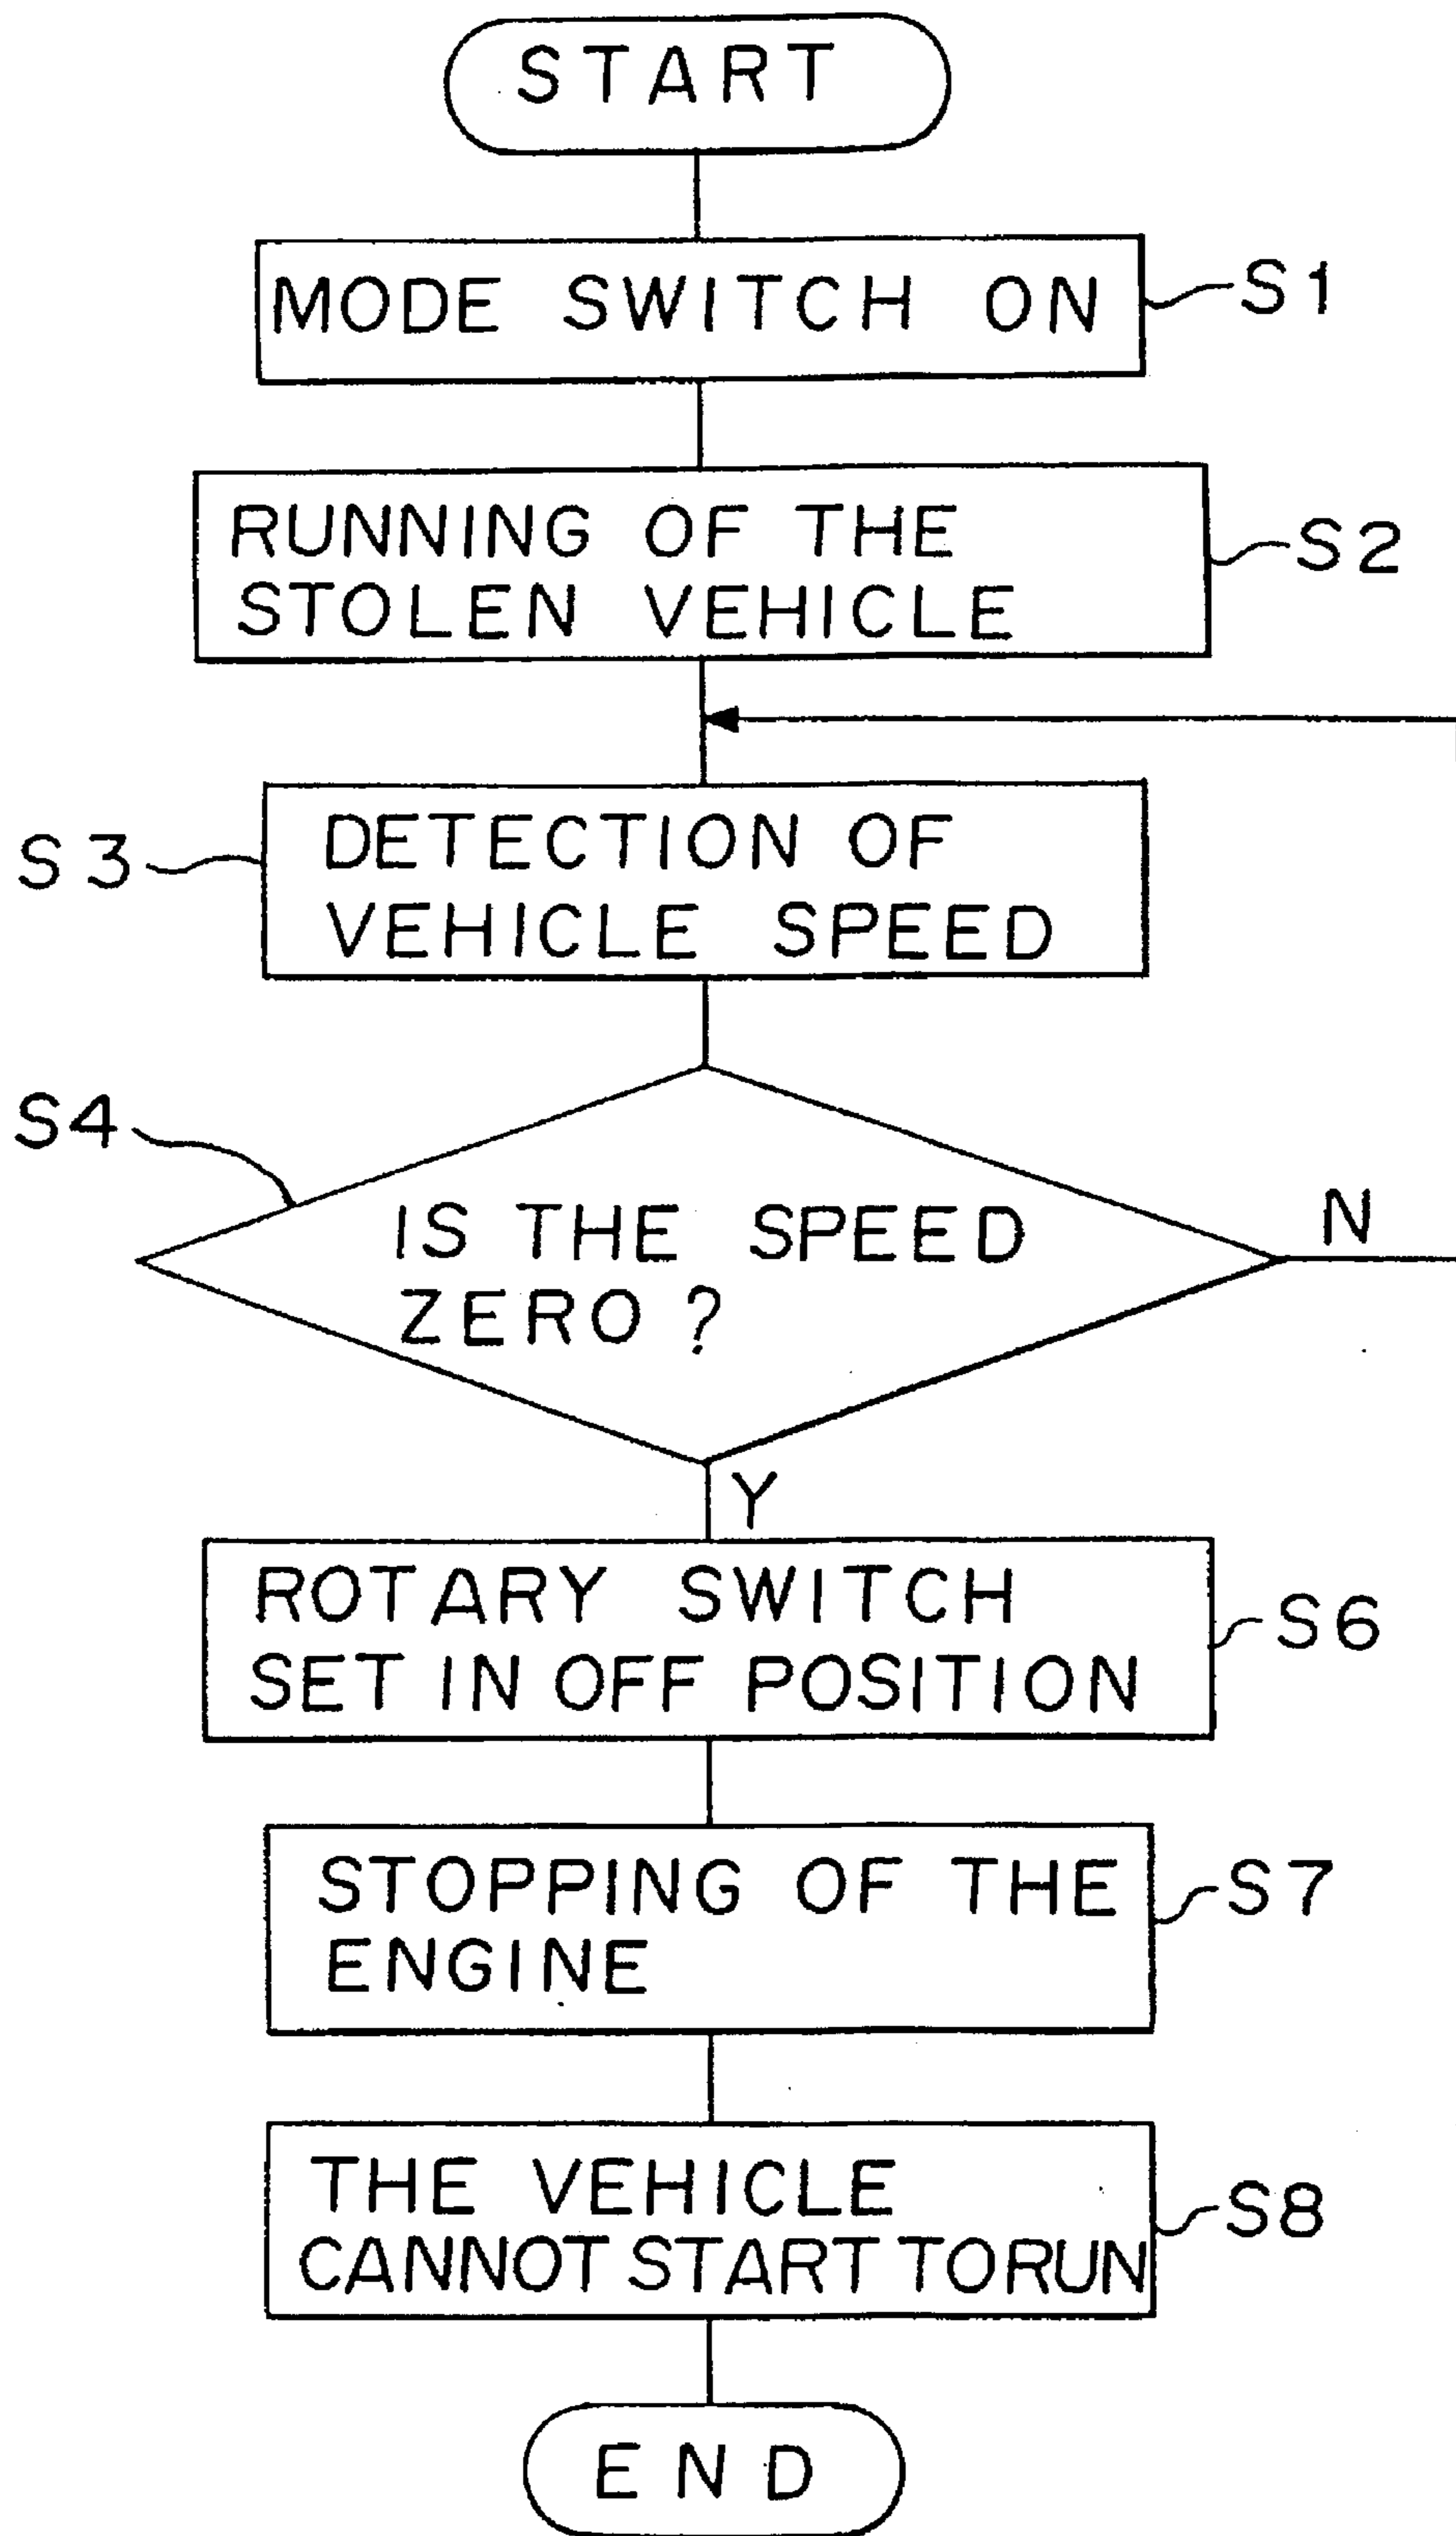 START
MODE SWITCH ON
S1
RUNNING OF THE
STOLEN VEHICLE
S2
DETECTION OF
VEHICLE SPEED
S3
S4
IS THE SPEED
ZERO?
N
Y
ROTARY SWITCH
SET IN OFF POSITION
S6
STOPPING OF THE
ENGINE
S7
THE VEHICLE
CANNOT START TO RUN
S8
END